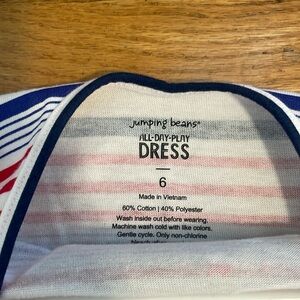 jumping beans®
ALL-DAY-PLAY
DRESS
6
Made in Vietnam
60% Cotton | 40% Polyester
Wash inside out before wearing.
Machine wash cold with like colors.
Gentle cycle. Only non-chlorine